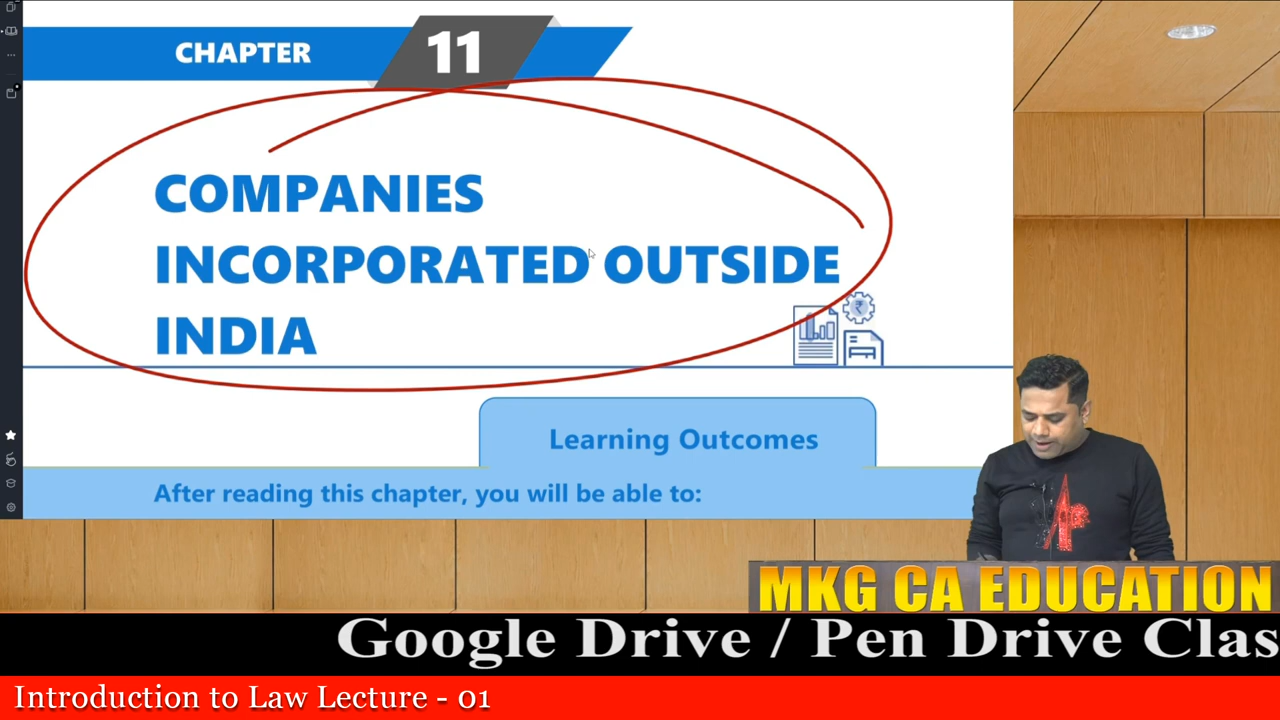 CHAPTER 11
COMPANIES
INCORPORATED OUTSIDE
INDIA
₹
Learning Outcomes
After reading this chapter, you will be able to:
MKG CA EDUCATION
Google Drive / Pen Drive Clas
Introduction to Law Lecture - 01